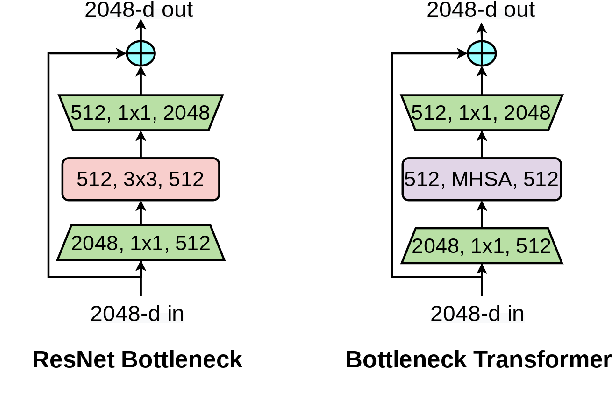 2048-d out
512, 1x1, 2048
512, 3x3, 512
2048, 1x1, 512
2048-d in
ResNet Bottleneck
2048-d out
512, 1x1, 2048
512, MHSA, 512
2048, 1x1, 512
2048-d in
Bottleneck Transformer